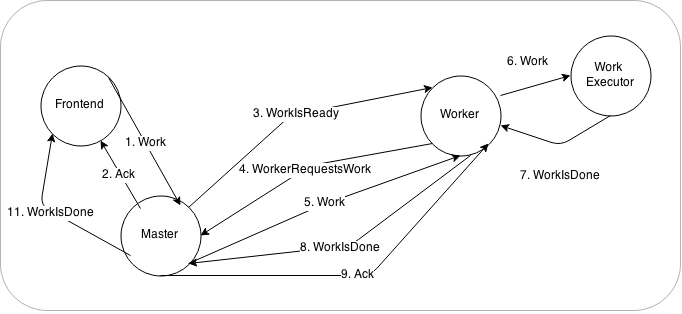 6. Work
Work
Executor
Frontend
3. WorkIsReady
Worker
1. Work
2. Ack
4. WorkerRequestsWork
7. WorkIsDone
5. Work
11. WorkIsDone
Master
8. WorkIsDone
9. Ack